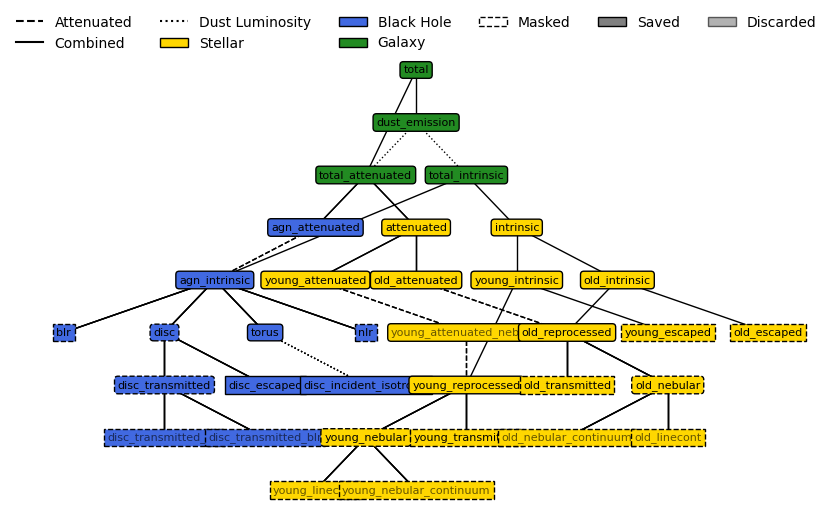 Attenuated Dust Luminosity Black Hole Masked Saved Discarded
Combined Stellar Galaxy
total
dust_emission
total_attenuated total_intrinsic
agn_attenuated attenuated intrinsic
agn_intrinsic young_attenuated old_attenuated young_intrinsic old_intrinsic
blr disc torus nlr young_attenuated_neb old_reprocessed young_escaped old_escaped
disc_transmitted disc_escaped disc_incident_isotro young_reprocessed old_transmitted old_nebular
disc_transmitted disc_transmitted_bl young_nebular young_transmit old_nebular_continuum old_linecont
young_linec young_nebular_continuum